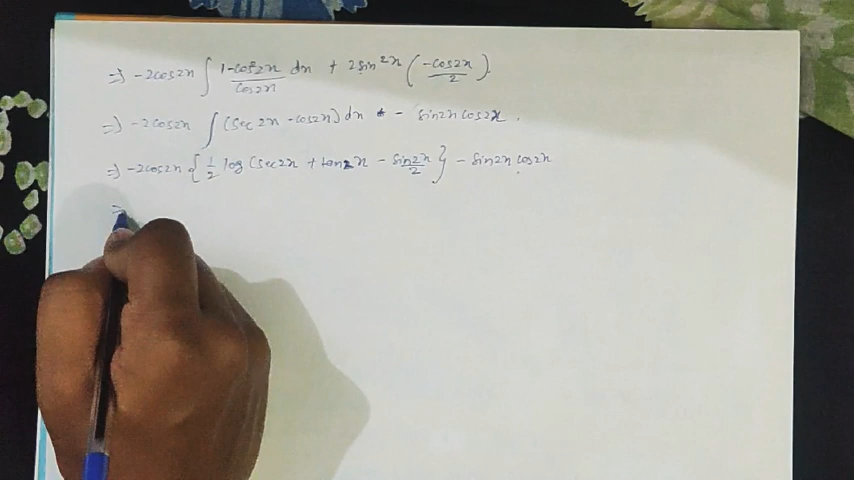 ⇒ -2cos2x ∫ 1-cos²2x/cos2x dx + 2sin2x (-cos2x/2)
⇒ -2cos2x ∫ (sec2x - cos2x) dx - sin2x cos2x.
⇒ -2cos2x { 1/2 log (sec2x + tan2x - sin2x/2 } - sin2x cos2x
⇒